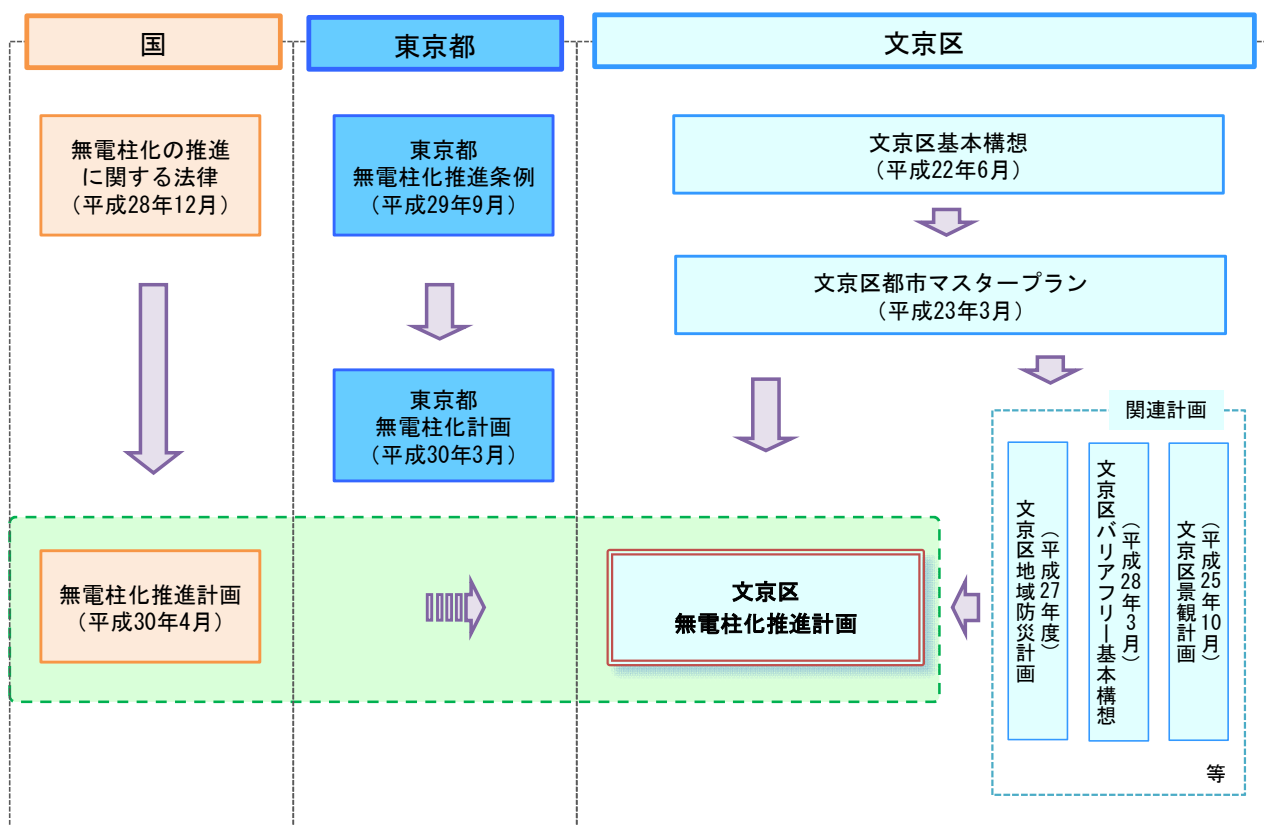 国
東京都
文京区
無電柱化の推進
に関する法律
（平成28年12月）
東京都
無電柱化推進条例
（平成29年9月）
文京区基本構想
（平成22年6月）
文京区都市マスタープラン
（平成23年3月）
東京都
無電柱化計画
（平成30年3月）
関連計画
無電柱化推進計画
（平成30年4月）
文京区
無電柱化推進計画
（平成27年度）
文京区地域防災計画
（平成28年3月）
文京区バリアフリー基本構想
（平成25年10月）
文京区景観計画
等